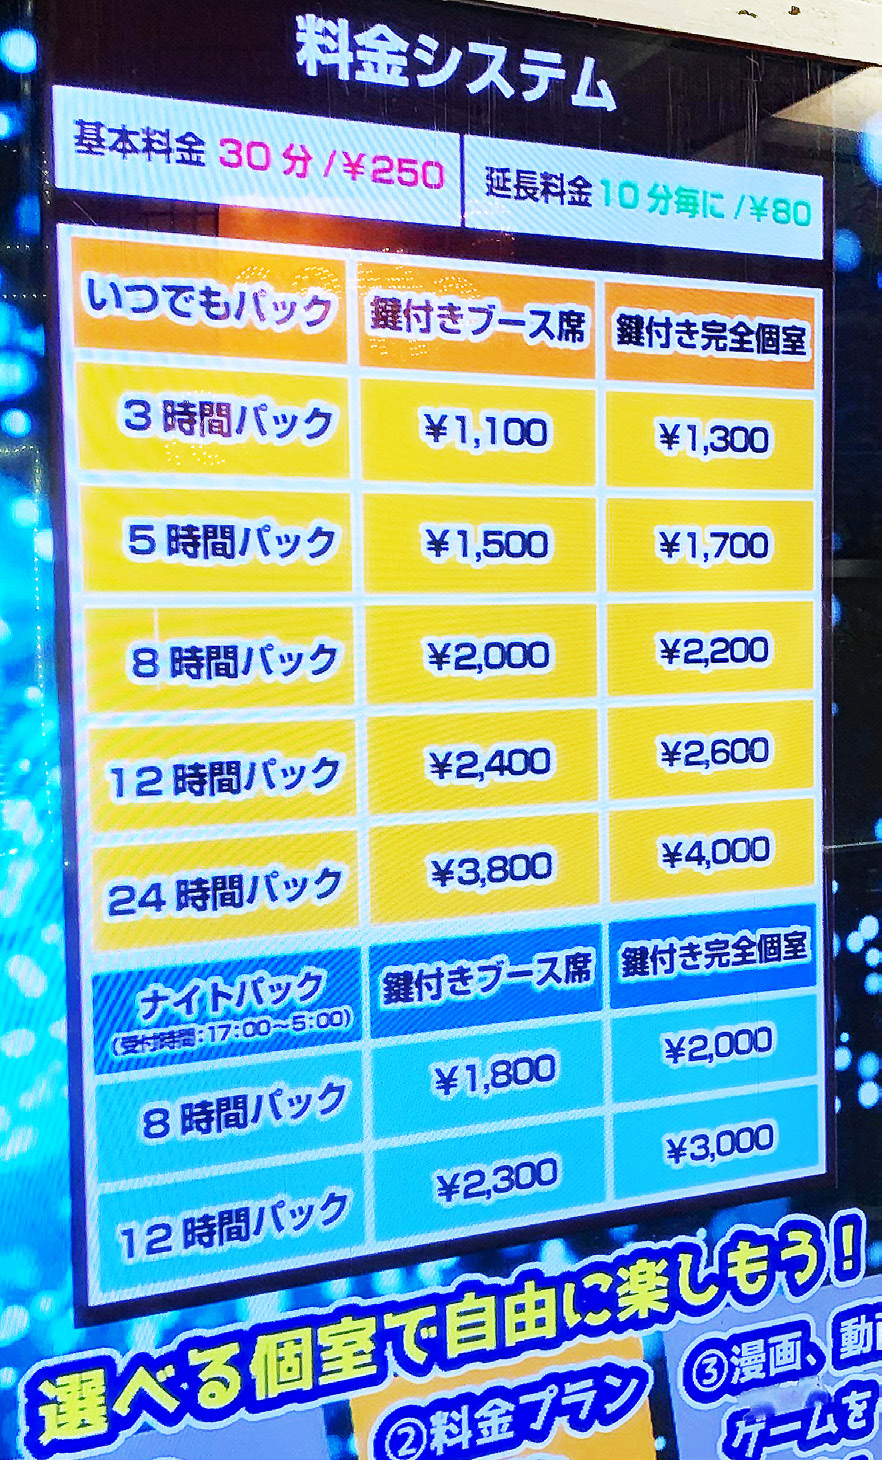 料金システム
基本料金 30分/¥250
延長料金10分毎に/¥80
いつでもパック 鍵付きブース席 鍵付き完全個室
3時間パック ¥1,100 ¥1,300
5時間パック ¥1,500 ¥1,700
8時間パック ¥2,000 ¥2,200
12時間パック ¥2,400 ¥2,600
24時間パック ¥3,800 ¥4,000
ナイトパック 鍵付きブース席 鍵付き完全個室
(受付時間:17:00〜5:00)
8時間パック ¥1,800 ¥2,000
12時間パック ¥2,300 ¥3,000
選べる個室で自由に楽しもう!
②料金プラン
③漫画、動画
ゲームを